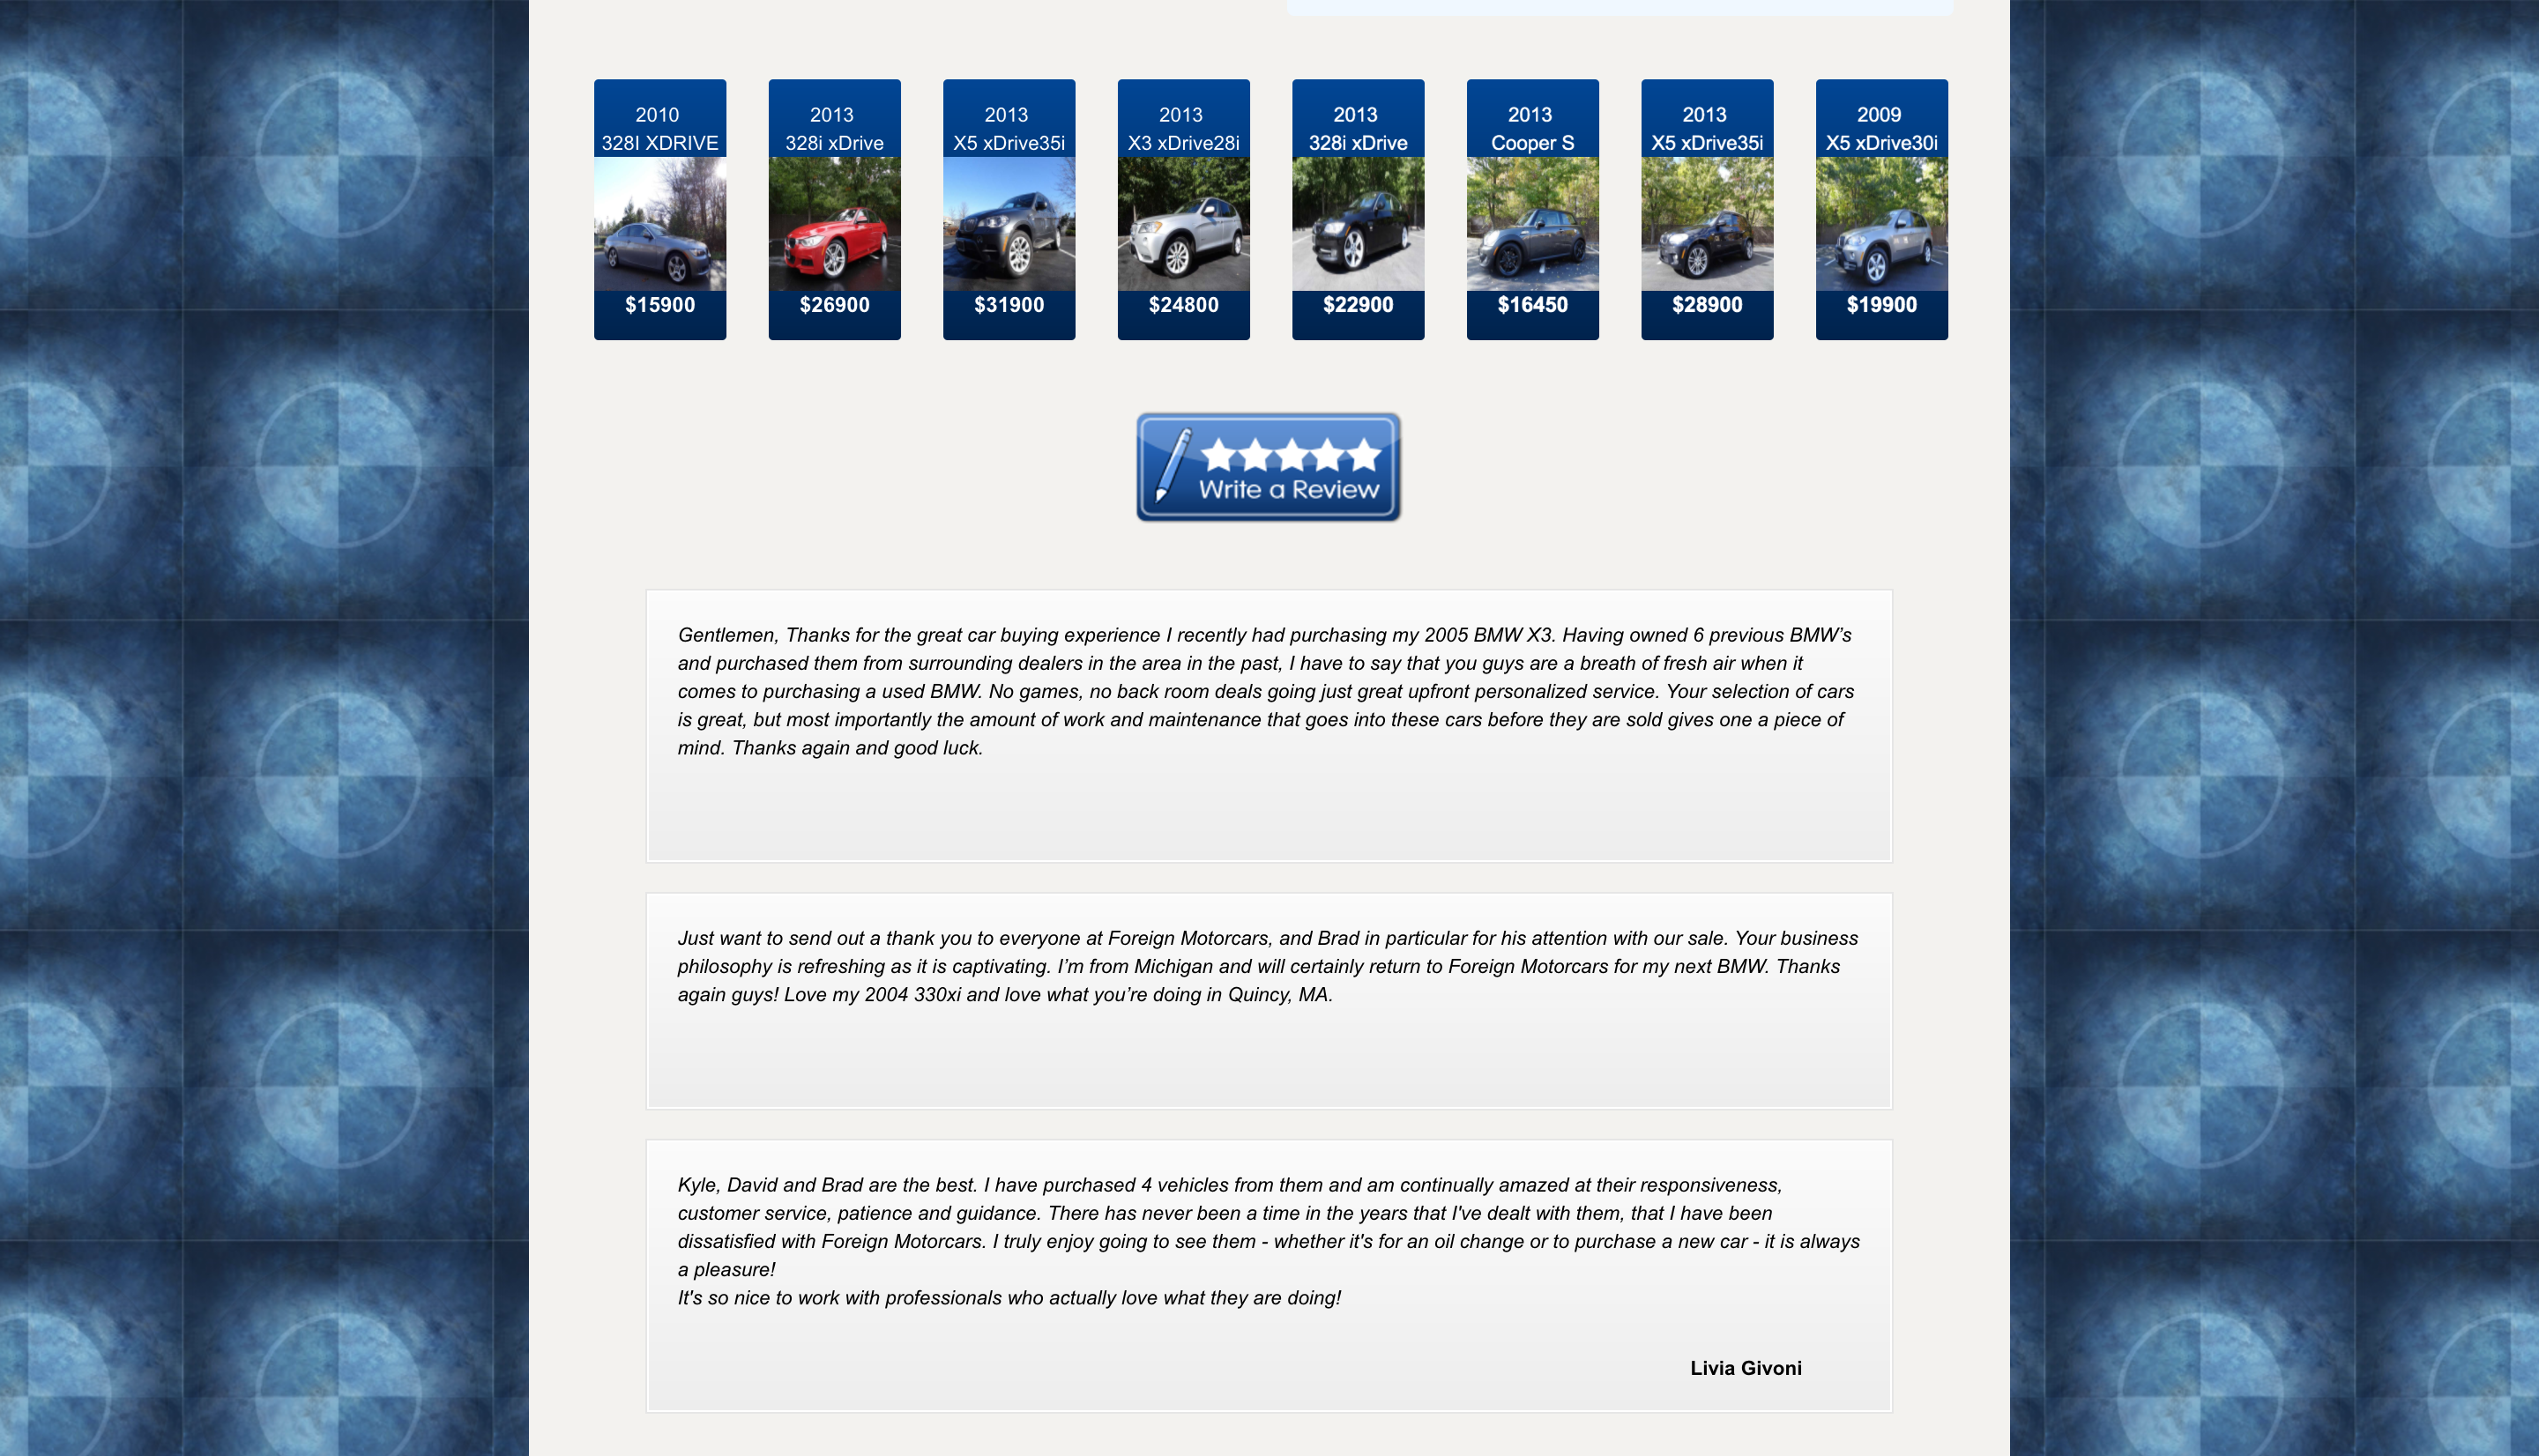 2010
328I XDRIVE
$15900
2013
328i xDrive
$26900
2013
X5 xDrive35i
$31900
2013
X3 xDrive28i
$24800
2013
328i xDrive
$22900
2013
Cooper S
$16450
2013
X5 xDrive35i
$28900
2009
X5 xDrive30i
$19900
Write a Review
Gentlemen, Thanks for the great car buying experience I recently had purchasing my 2005 BMW X3. Having owned 6 previous BMW’s
and purchased them from surrounding dealers in the area in the past, I have to say that you guys are a breath of fresh air when it
comes to purchasing a used BMW. No games, no back room deals going just great upfront personalized service. Your selection of cars
is great, but most importantly the amount of work and maintenance that goes into these cars before they are sold gives one a piece of
mind. Thanks again and good luck.
Just want to send out a thank you to everyone at Foreign Motorcars, and Brad in particular for his attention with our sale. Your business
philosophy is refreshing as it is captivating. I’m from Michigan and will certainly return to Foreign Motorcars for my next BMW. Thanks
again guys! Love my 2004 330xi and love what you’re doing in Quincy, MA.
Kyle, David and Brad are the best. I have purchased 4 vehicles from them and am continually amazed at their responsiveness,
customer service, patience and guidance. There has never been a time in the years that I've dealt with them, that I have been
dissatisfied with Foreign Motorcars. I truly enjoy going to see them - whether it's for an oil change or to purchase a new car - it is always
a pleasure!
It's so nice to work with professionals who actually love what they are doing!
Livia Givoni